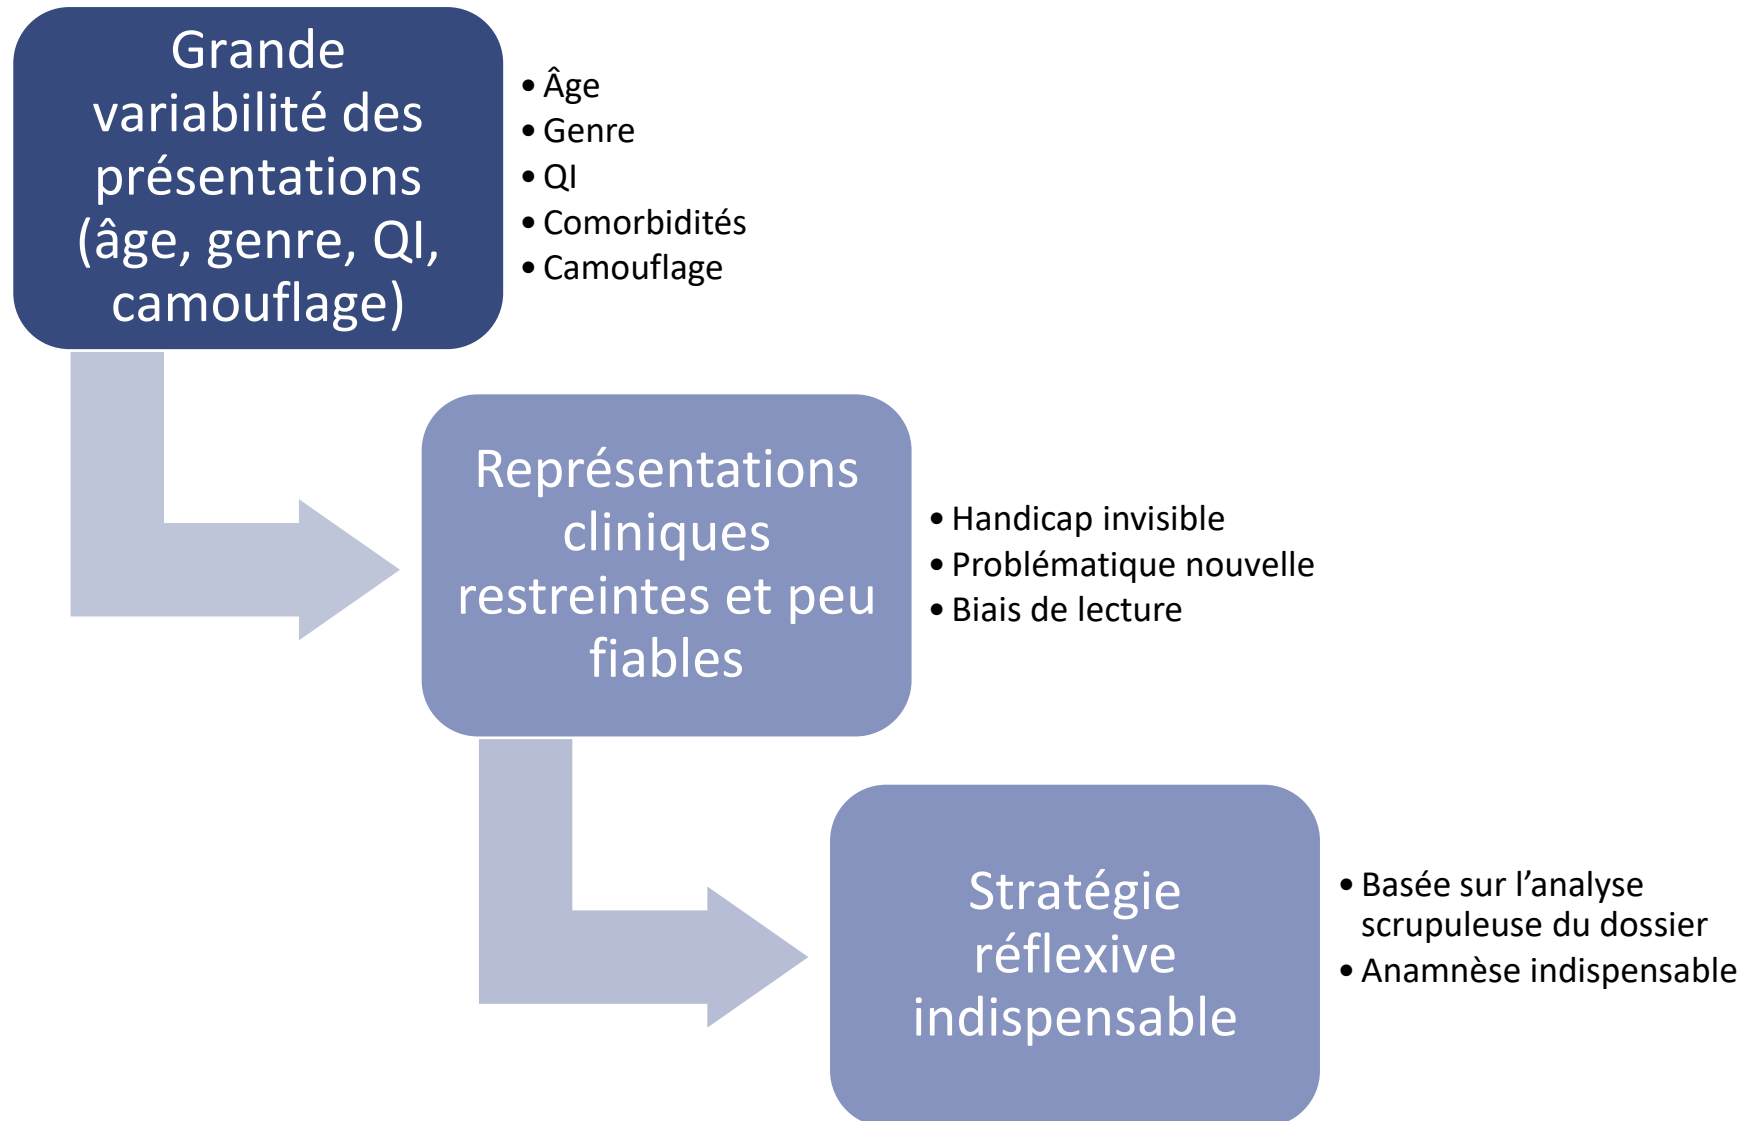 Grande
variabilité des
présentations
(âge, genre, QI,
camouflage)
• Âge
• Genre
• QI
• Comorbidités
• Camouflage
Représentations
cliniques
restreintes et peu
fiables
• Handicap invisible
• Problématique nouvelle
• Biais de lecture
Stratégie
réflexive
indispensable
• Basée sur l’analyse
scrupuleuse du dossier
• Anamnèse indispensable